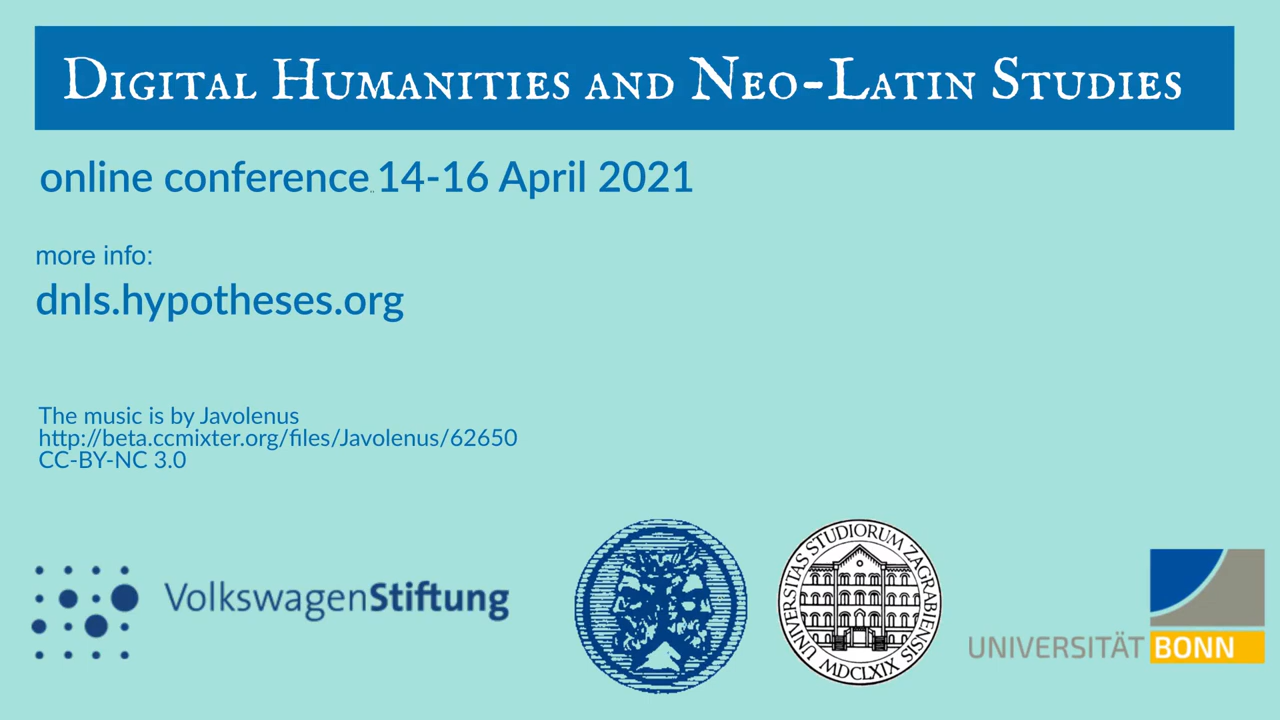 Digital Humanities and Neo-Latin Studies
online conference 14-16 April 2021
more info:
dnls.hypotheses.org
The music is by Javolenus
http://beta.ccmixter.org/files/Javolenus/62650
CC-BY-NC 3.0
VolkswagenStiftung
UNIVERSITAS STUDIORUM ZAGRABIENSIS
MDCLXIX
UNIVERSITÄT BONN